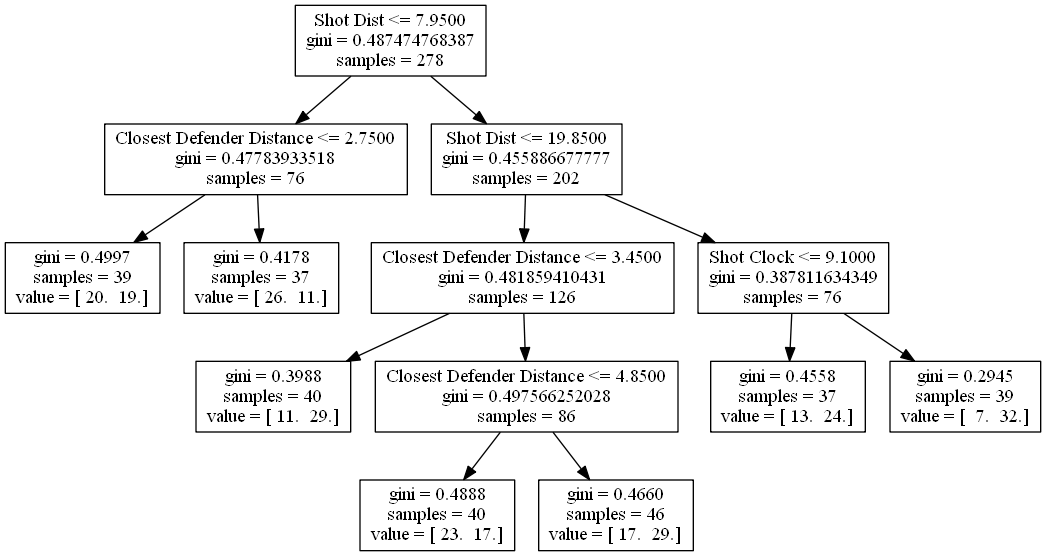 Shot Dist <= 7.9500
gini = 0.487474768387
samples = 278
Closest Defender Distance <= 2.7500
gini = 0.47783933518
samples = 76
Shot Dist <= 19.8500
gini = 0.455886677777
samples = 202
gini = 0.4997
samples = 39
value = [ 20.  19.]
gini = 0.4178
samples = 37
value = [ 26.  11.]
Closest Defender Distance <= 3.4500
gini = 0.481859410431
samples = 126
Shot Clock <= 9.1000
gini = 0.387811634349
samples = 76
gini = 0.3988
samples = 40
value = [ 11.  29.]
Closest Defender Distance <= 4.8500
gini = 0.497566252028
samples = 86
gini = 0.4558
samples = 37
value = [ 13.  24.]
gini = 0.2945
samples = 39
value = [  7.  32.]
gini = 0.4888
samples = 40
value = [ 23.  17.]
gini = 0.4660
samples = 46
value = [ 17.  29.]